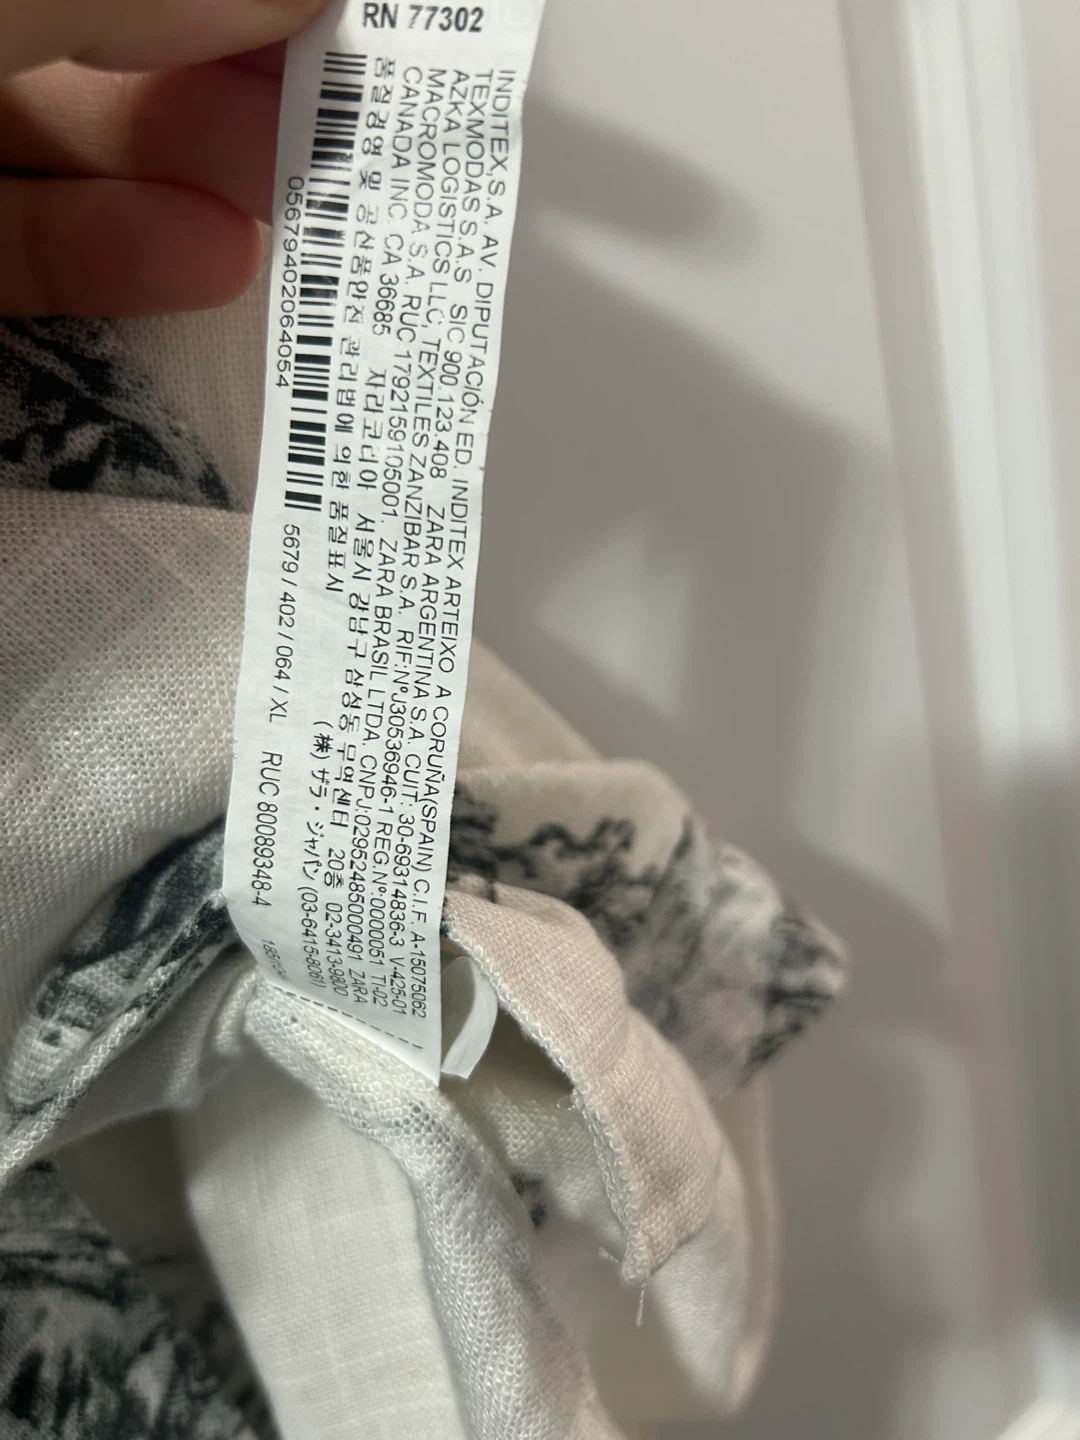 RN 77302
INDITEX,S.A. AV. DIPUTACIÓN ED. INDITEX ARTEIXO A CORUÑA(SPAIN) C.I.F. A-15075062
TEXMODAS S.A.S SIC 900.123.408 ZARA ARGENTINA S.A. CUIT: 30-69314836-3 V-425-01
AZKA LOGISTICS LLC, TEXTILES ZANZIBAR S.A. RIF:NºJ30536946-1 REG.Nº:0000051 TI-02
MACROMODA S.A. RUC 1792159105001. ZARA BRASIL LTDA. CNPJ:02952485000491 ZARA
CANADA INC. CA 36685 자라코리아 서울시 강남구 삼성동 무역센터 20층 02-3413-9800
품질경영 및 공산품안전 관리법에 의한 품질표시 (株) ザラ・ジャパン (03-6415-8061)
05679402064054
5679 / 402 / 064 / XL RUC 80089348-4